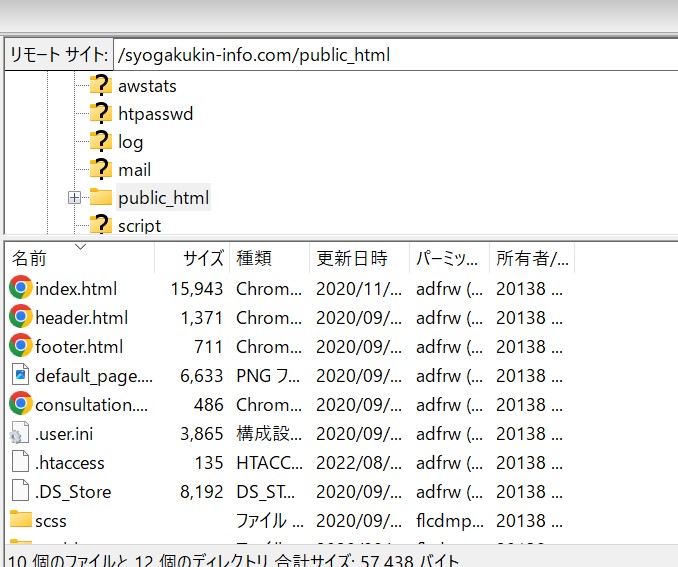 リモート サイト: /syogakukin-info.com/public_html
awstats
htpasswd
log
mail
public_html
script
名前 サイズ 種類 更新日時 パーミッ... 所有者/...
index.html 15,943 Chrom... 2020/11/... adfrw (... 20138 ...
header.html 1,371 Chrom... 2020/09/... adfrw (... 20138 ...
footer.html 711 Chrom... 2020/09/... adfrw (... 20138 ...
default_page.... 6,633 PNG フ... 2020/09/... adfrw (... 20138 ...
consultation.... 486 Chrom... 2020/09/... adfrw (... 20138 ...
.user.ini 3,865 構成設... 2020/09/... adfrw (... 20138 ...
.htaccess 135 HTACC... 2022/08/... adfrw (... 20138 ...
.DS_Store 8,192 DS_ST... 2020/09/... adfrw (... 20138 ...
scss ファイル ... 2020/09/... flcdmp... 20138 ...
10 個のファイルと 12 個のディレクトリ 合計サイズ: 57,438 バイト